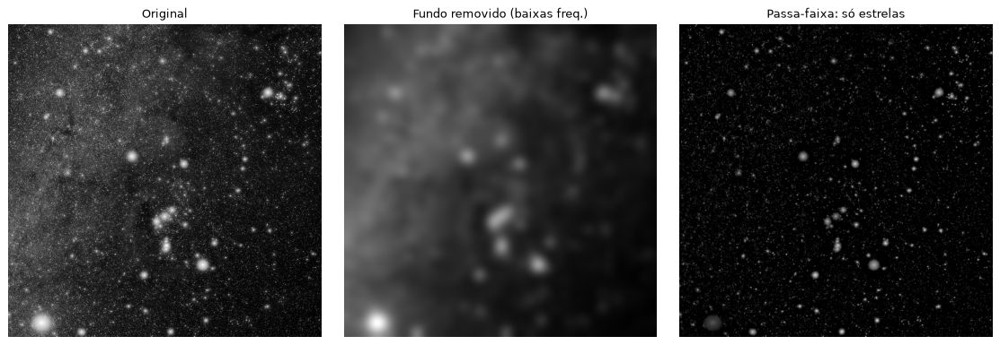 Original
Fundo removido (baixas freq.)
Passa-faixa: só estrelas